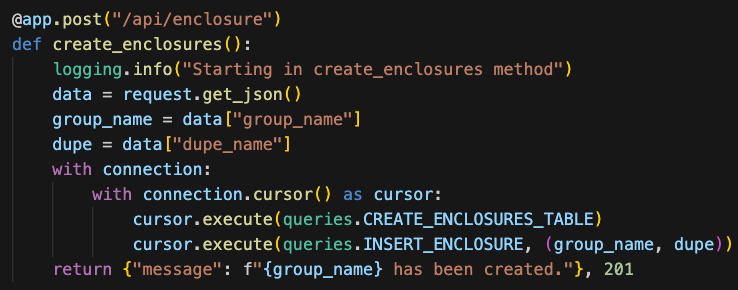 @app.post("/api/enclosure")
def create_enclosures():
    logging.info("Starting in create_enclosures method")
    data = request.get_json()
    group_name = data["group_name"]
    dupe = data["dupe_name"]
    with connection:
        with connection.cursor() as cursor:
            cursor.execute(queries.CREATE_ENCLOSURES_TABLE)
            cursor.execute(queries.INSERT_ENCLOSURE, (group_name, dupe))
    return {"message": f"{group_name} has been created."}, 201